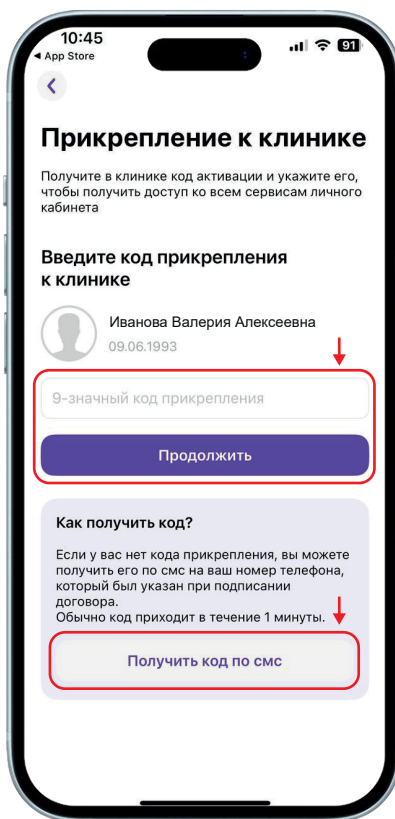 10:45
91
◀ App Store
Прикрепление к клинике
Получите в клинике код активации и укажите его,
чтобы получить доступ ко всем сервисам личного
кабинета
Введите код прикрепления
к клинике
Иванова Валерия Алексеевна
09.06.1993
9-значный код прикрепления
Продолжить
Как получить код?
Если у вас нет кода прикрепления, вы можете
получить его по смс на ваш номер телефона,
который был указан при подписании
договора.
Обычно код приходит в течение 1 минуты.
Получить код по смс